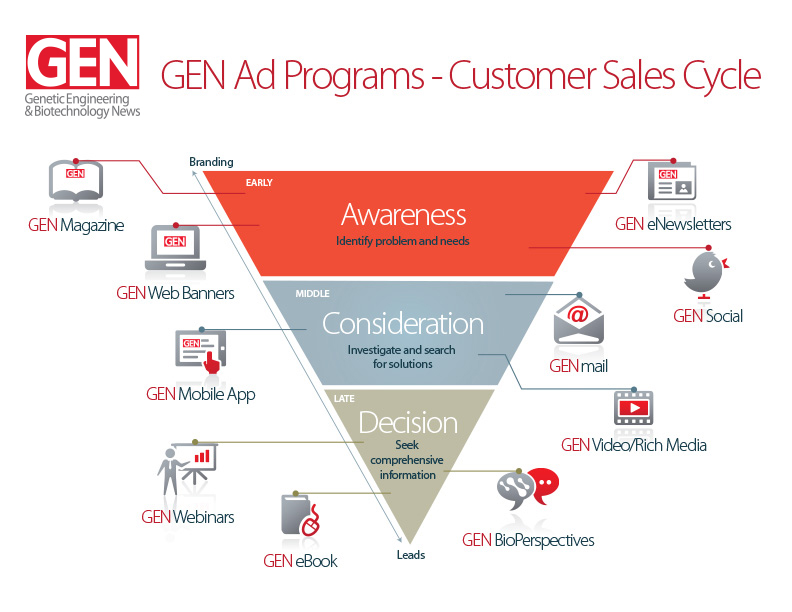 GEN
Genetic Engineering
& Biotechnology News
GEN Ad Programs - Customer Sales Cycle
Branding
EARLY
Awareness
Identify problem and needs
GEN
GEN Magazine
GEN
GEN eNewsletters
GEN
GEN Web Banners
GEN Social
MIDDLE
Consideration
Investigate and search
for solutions
@
GEN mail
GEN
GEN Mobile App
LATE
Decision
Seek
comprehensive
information
GEN Video/Rich Media
GEN Webinars
GEN BioPerspectives
GEN eBook
Leads